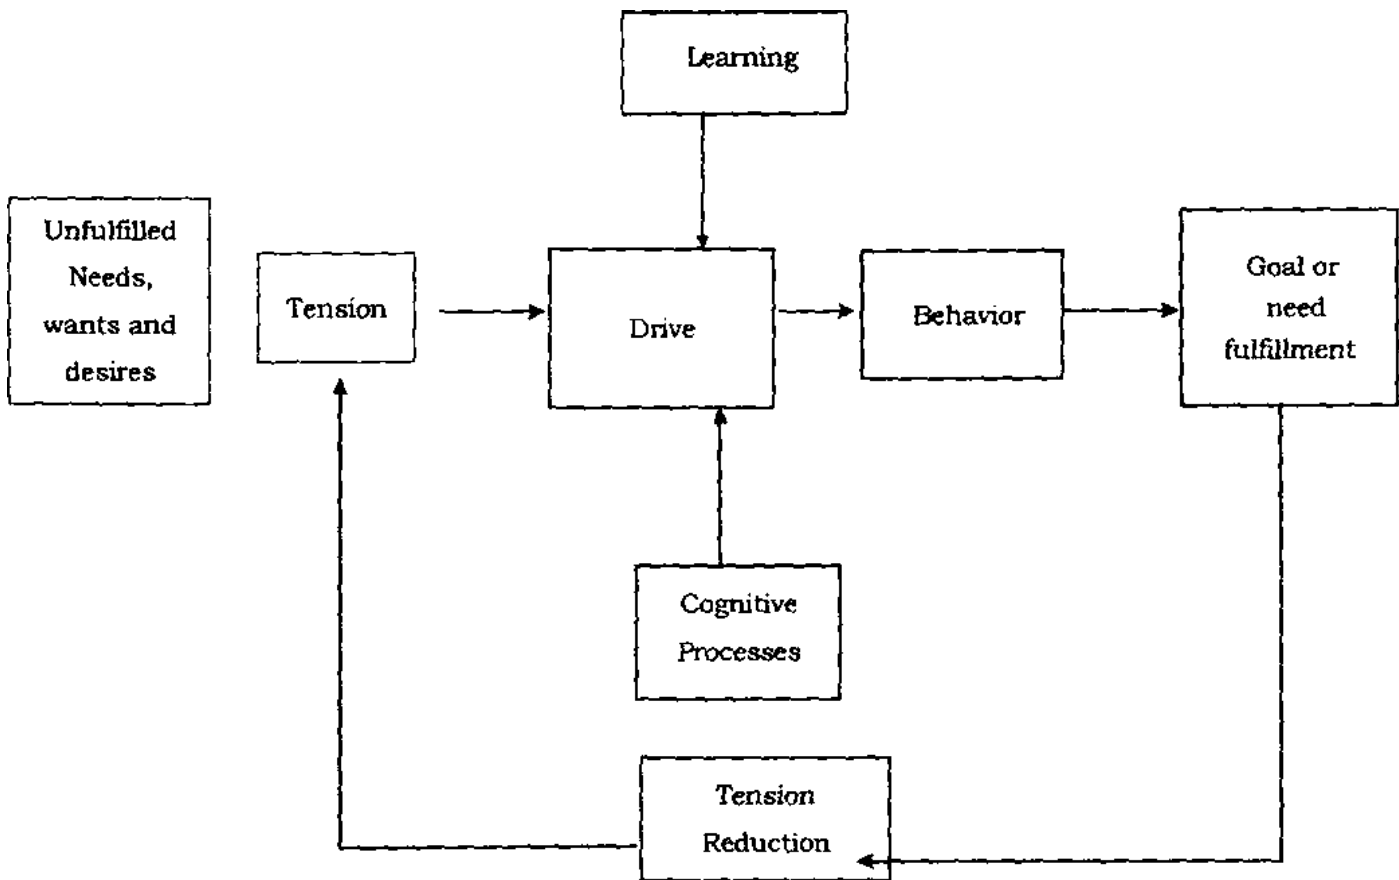 Learning
Unfulfilled
Needs,
wants and
desires
Tension
Drive
Behavior
Goal or
need
fulfillment
Cognitive
Processes
Tension
Reduction